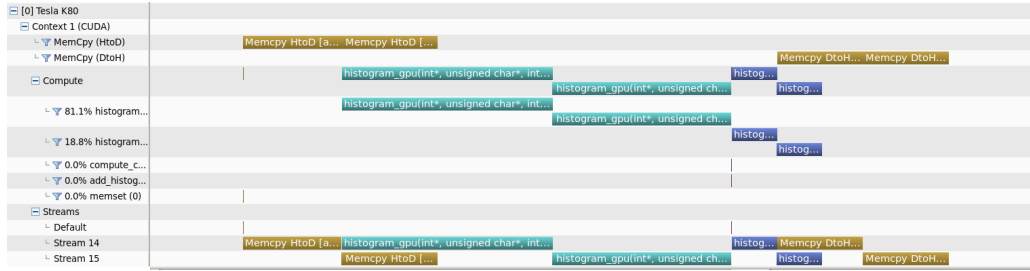 [0] Tesla K80
Context 1 (CUDA)
MemCpy (HtoD) Memcpy HtoD [a... Memcpy HtoD [...
MemCpy (DtoH) Memcpy DtoH... Memcpy DtoH...
Compute histogram_gpu(int*, unsigned char*, int... histog...
histogram_gpu(int*, unsigned ch... histog...
81.1% histogram... histogram_gpu(int*, unsigned char*, int...
histogram_gpu(int*, unsigned ch...
18.8% histogram... histog...
histog...
0.0% compute_c...
0.0% add_histog...
0.0% memset (0)
Streams
Default
Stream 14 Memcpy HtoD [a... histogram_gpu(int*, unsigned char*, int... histog... Memcpy DtoH...
Stream 15 Memcpy HtoD [... histogram_gpu(int*, unsigned ch... histog... Memcpy DtoH...